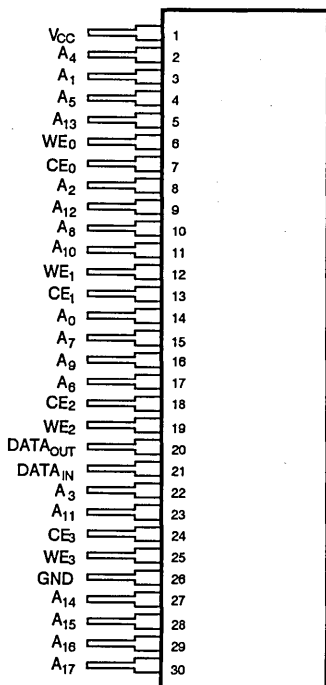 VCC 1
A4 2
A1 3
A5 4
A13 5
WE0 6
CE0 7
A2 8
A12 9
A8 10
A10 11
WE1 12
CE1 13
A0 14
A7 15
A9 16
A6 17
CE2 18
WE2 19
DATAOUT 20
DATAIN 21
A3 22
A11 23
CE3 24
WE3 25
GND 26
A14 27
A15 28
A16 29
A17 30